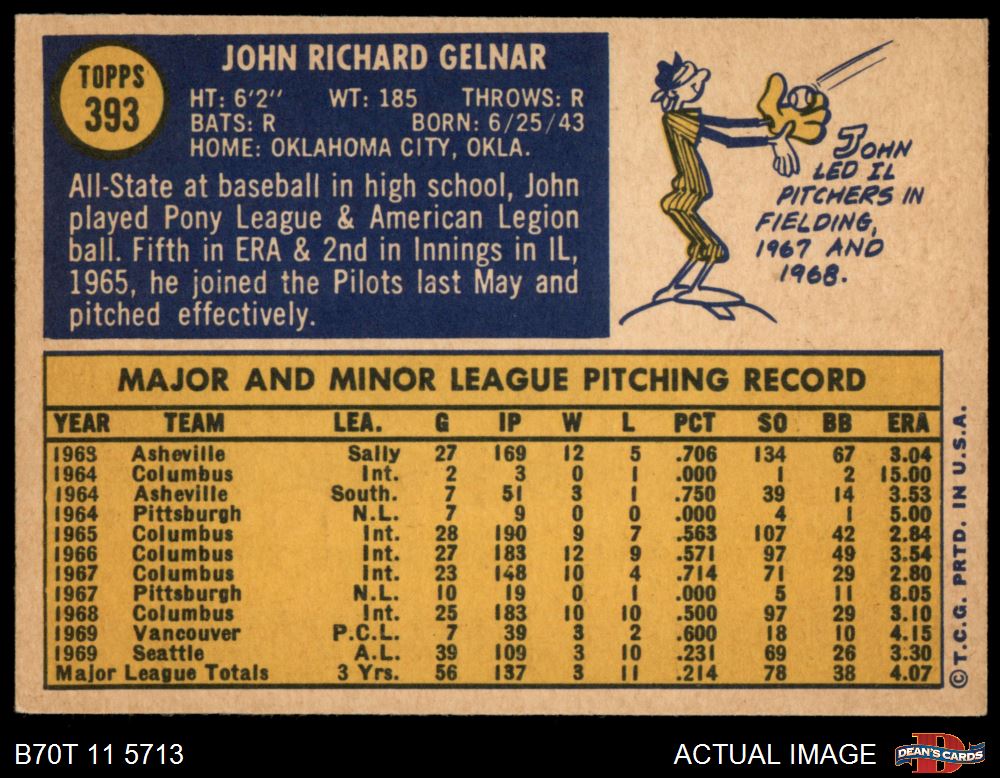 TOPPS
393
JOHN RICHARD GELNAR
HT: 6'2" WT: 185 THROWS: R
BATS: R BORN: 6/25/43
HOME: OKLAHOMA CITY, OKLA.
All-State at baseball in high school, John
played Pony League & American Legion
ball. Fifth in ERA & 2nd in Innings in IL,
1965, he joined the Pilots last May and
pitched effectively.
JOHN
LED IL
PITCHERS IN
FIELDING,
1967 AND
1968.
MAJOR AND MINOR LEAGUE PITCHING RECORD
YEAR TEAM LEA. G IP W L PCT SO BB ERA
1963 Asheville Sally 27 169 12 5 .706 134 67 3.04
1964 Columbus Int. 2 3 0 1 .000 1 2 15.00
1964 Asheville South. 7 51 3 1 .750 39 14 3.53
1964 Pittsburgh N.L. 7 9 0 0 .000 4 1 5.00
1965 Columbus Int. 28 190 9 7 .563 107 42 2.84
1966 Columbus Int. 27 183 12 9 .571 97 49 3.54
1967 Columbus Int. 23 148 10 4 .714 71 29 2.80
1967 Pittsburgh N.L. 10 19 0 1 .000 5 11 8.05
1968 Columbus Int. 25 183 10 10 .500 97 29 3.10
1969 Vancouver P.C.L. 7 39 3 2 .600 18 10 4.15
1969 Seattle A.L. 39 109 3 10 .231 69 26 3.30
Major League Totals 3 Yrs. 56 137 3 11 .214 78 38 4.07
©T.C.G. PRTD. IN U.S.A.
B70T 11 5713
ACTUAL IMAGE
DEAN'S CARDS